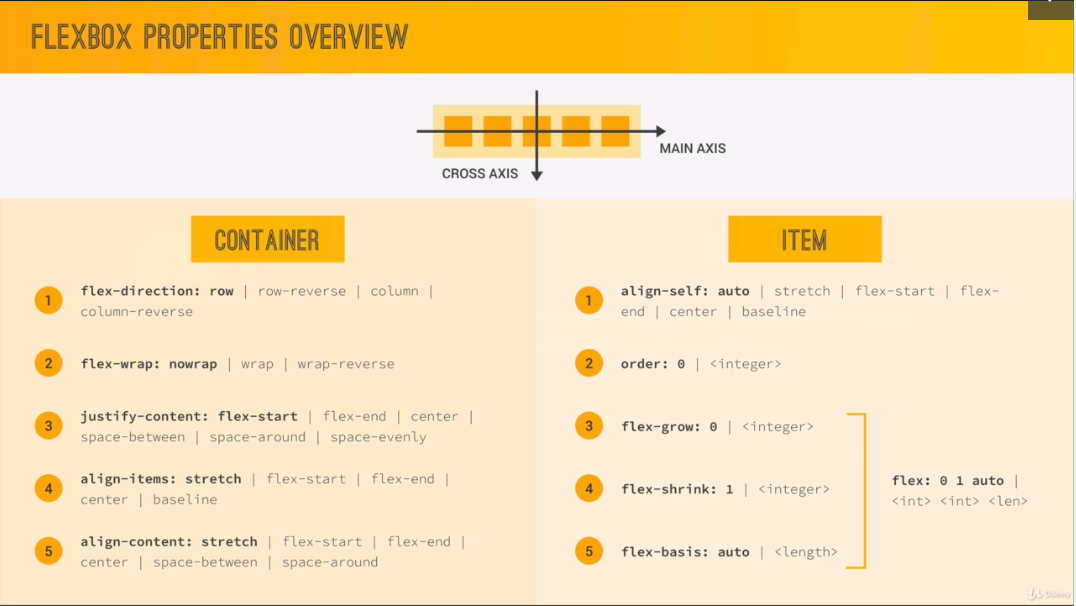 FLEXBOX PROPERTIES OVERVIEW
MAIN AXIS
CROSS AXIS
CONTAINER
1
flex-direction: row | row-reverse | column |
column-reverse
2
flex-wrap: nowrap | wrap | wrap-reverse
3
justify-content: flex-start | flex-end | center |
space-between | space-around | space-evenly
4
align-items: stretch | flex-start | flex-end |
center | baseline
5
align-content: stretch | flex-start | flex-end |
center | space-between | space-around
ITEM
1
align-self: auto | stretch | flex-start | flex-
end | center | baseline
2
order: 0 | <integer>
3
flex-grow: 0 | <integer>
4
flex-shrink: 1 | <integer>
5
flex-basis: auto | <length>
flex: 0 1 auto |
<int> <int> <len>
Udemy